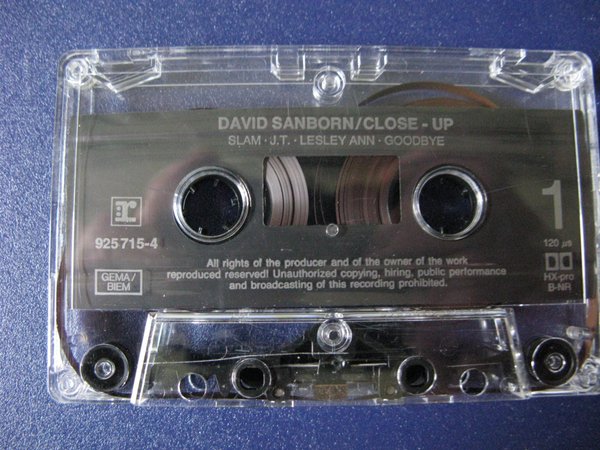 DAVID SANBORN/CLOSE - UP
SLAM · J.T. · LESLEY ANN · GOODBYE
r
1
925 715-4
120 µs
GEMA/
BIEM
All rights of the producer and of the owner of the work
reproduced reserved! Unauthorized copying, hiring, public performance
and broadcasting of this recording prohibited.
HX-pro
B-NR